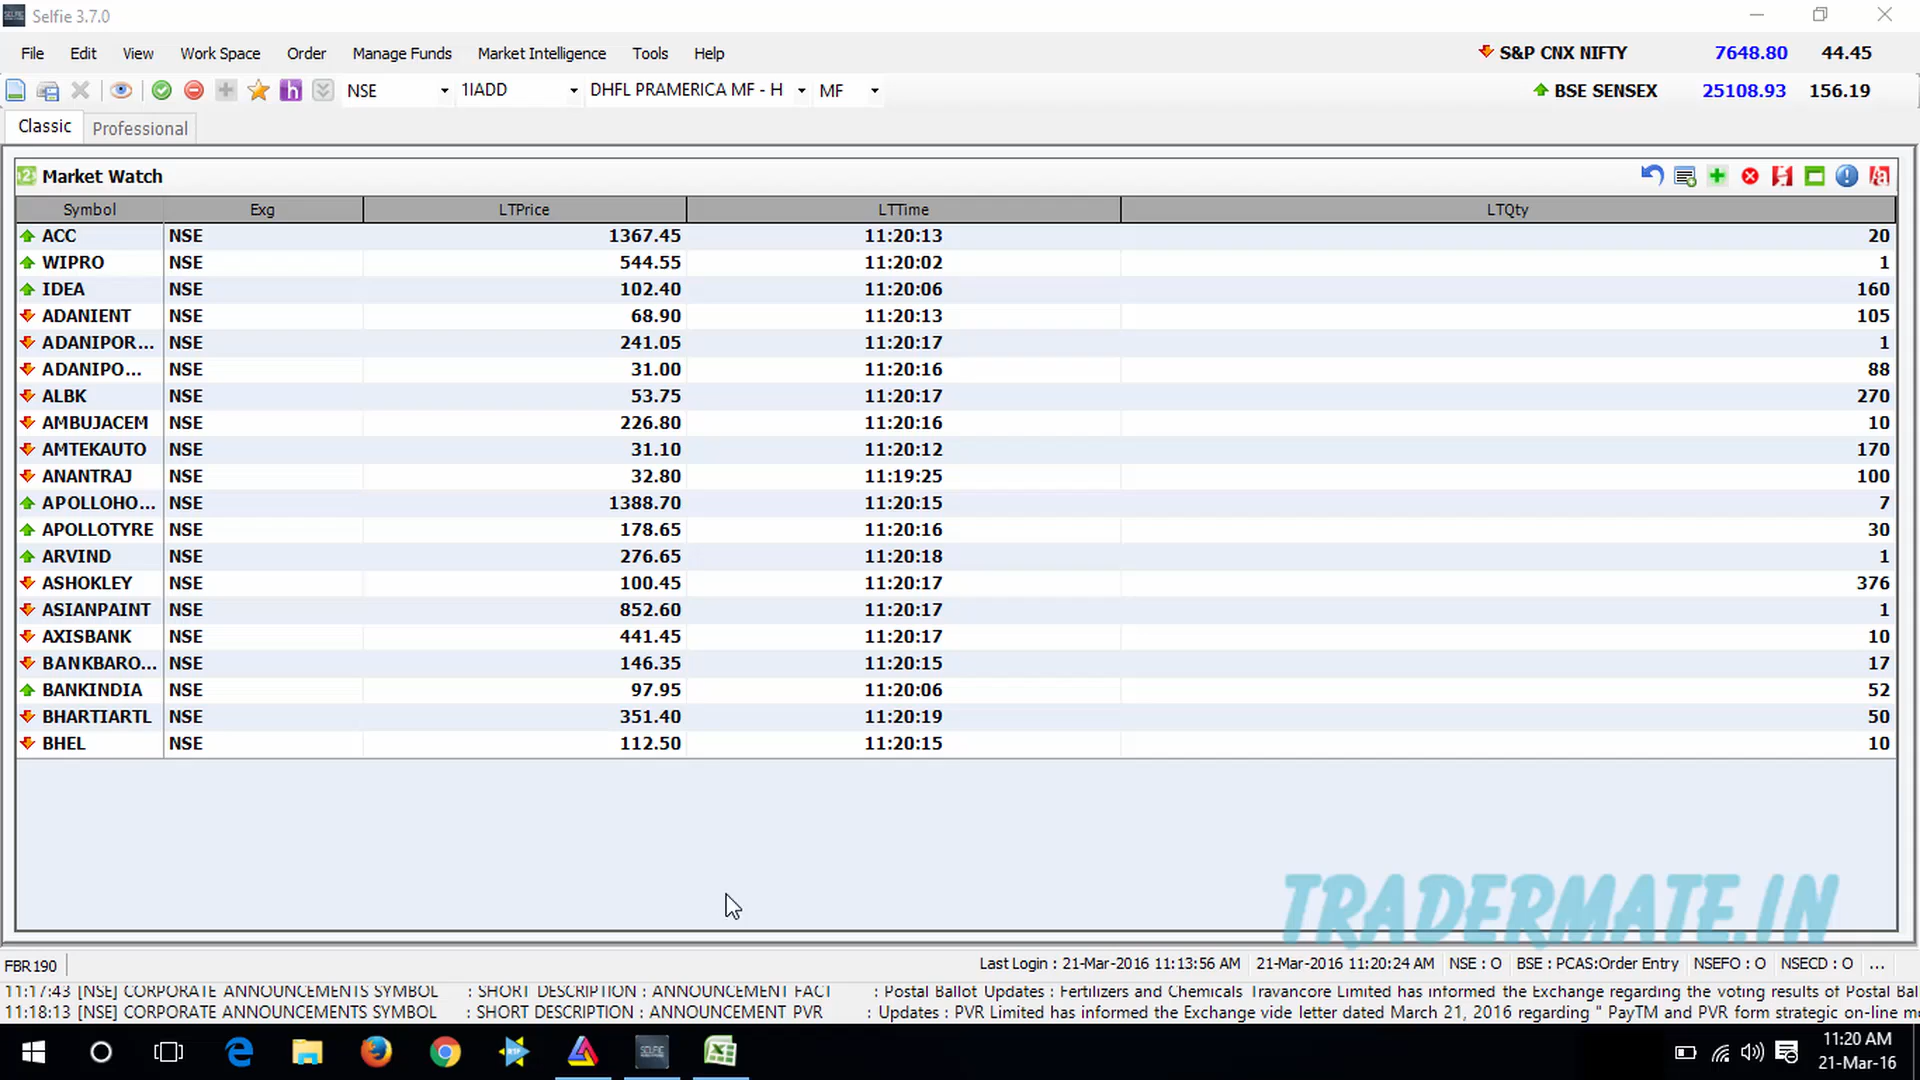 Selfie 3.7.0
File Edit View Work Space Order Manage Funds Market Intelligence Tools Help
S&P CNX NIFTY 7648.80 44.45
NSE 1IADD DHFL PRAMERICA MF - H MF
BSE SENSEX 25108.93 156.19
Classic Professional
Market Watch
Symbol Exg LTPrice LTTime LTQty
ACC NSE 1367.45 11:20:13 20
WIPRO NSE 544.55 11:20:02 1
IDEA NSE 102.40 11:20:06 160
ADANIENT NSE 68.90 11:20:13 105
ADANIPOR... NSE 241.05 11:20:17 1
ADANIPO... NSE 31.00 11:20:16 88
ALBK NSE 53.75 11:20:17 270
AMBUJACEM NSE 226.80 11:20:16 10
AMTEKAUTO NSE 31.10 11:20:12 170
ANANTRAJ NSE 32.80 11:19:25 100
APOLLOHO... NSE 1388.70 11:20:15 7
APOLLOTYRE NSE 178.65 11:20:16 30
ARVIND NSE 276.65 11:20:18 1
ASHOKLEY NSE 100.45 11:20:17 376
ASIANPAINT NSE 852.60 11:20:17 1
AXISBANK NSE 441.45 11:20:17 10
BANKBARO... NSE 146.35 11:20:15 17
BANKINDIA NSE 97.95 11:20:06 52
BHARTIARTL NSE 351.40 11:20:19 50
BHEL NSE 112.50 11:20:15 10
TRADERMATE.IN
FBR190 Last Login : 21-Mar-2016 11:13:56 AM 21-Mar-2016 11:20:24 AM NSE : O BSE : PCAS:Order Entry NSEFO : O NSECD : O ...
11:17:43 [NSE] CORPORATE ANNOUNCEMENTS SYMBOL : SHORT DESCRIPTION : ANNOUNCEMENT FACT : Postal Ballot Updates : Fertilizers and Chemicals Travancore Limited has informed the Exchange regarding the voting results of Postal Bal
11:18:13 [NSE] CORPORATE ANNOUNCEMENTS SYMBOL : SHORT DESCRIPTION : ANNOUNCEMENT PVR : Updates : PVR Limited has informed the Exchange vide letter dated March 21, 2016 regarding " PayTM and PVR form strategic on-line m
11:20 AM
21-Mar-16